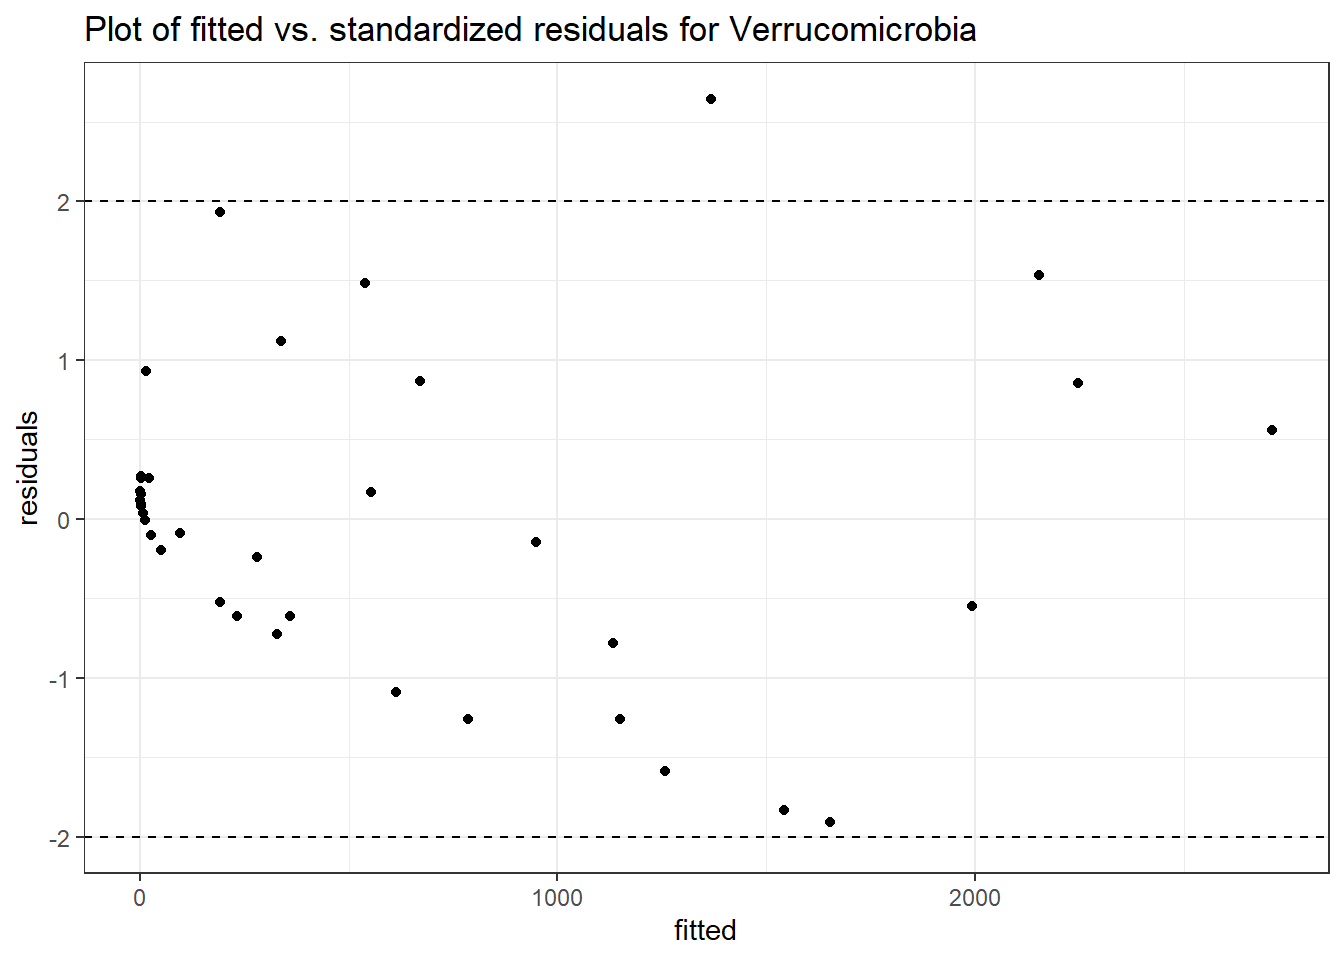 Plot of fitted vs. standardized residuals for Verrucomicrobia
2
1
0
-1
-2
residuals
0
1000
2000
fitted